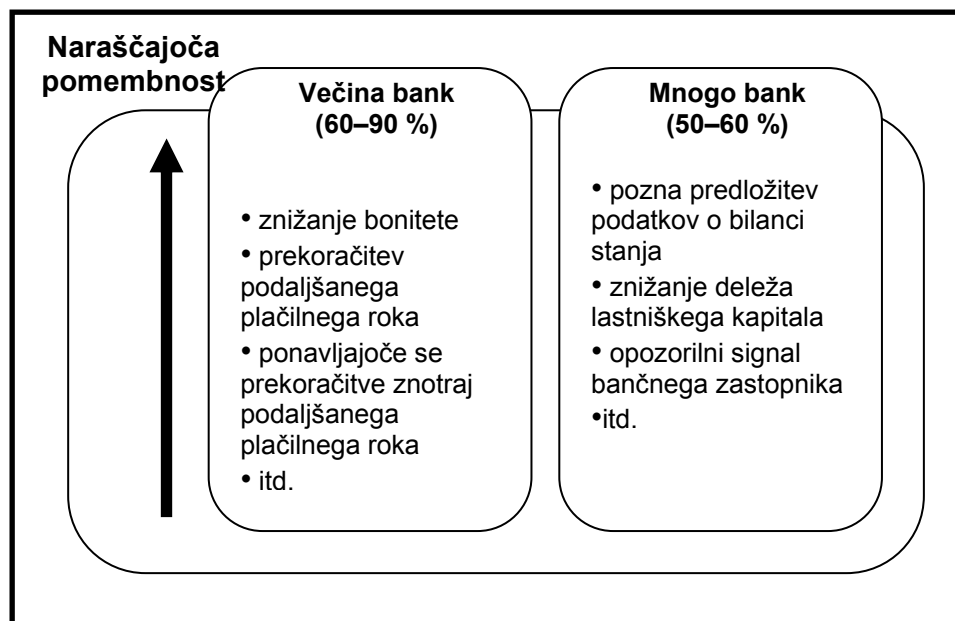 Naraščajoča
pomembnost
Večina bank
(60–90 %)
• znižanje bonitete
• prekoračitev
podaljšanega
plačilnega roka
• ponavljajoče se
prekoračitve znotraj
podaljšanega
plačilnega roka
• itd.
Mnogo bank
(50–60 %)
• pozna predložitev
podatkov o bilanci
stanja
• znižanje deleža
lastniškega kapitala
• opozorilni signal
bančnega zastopnika
•itd.